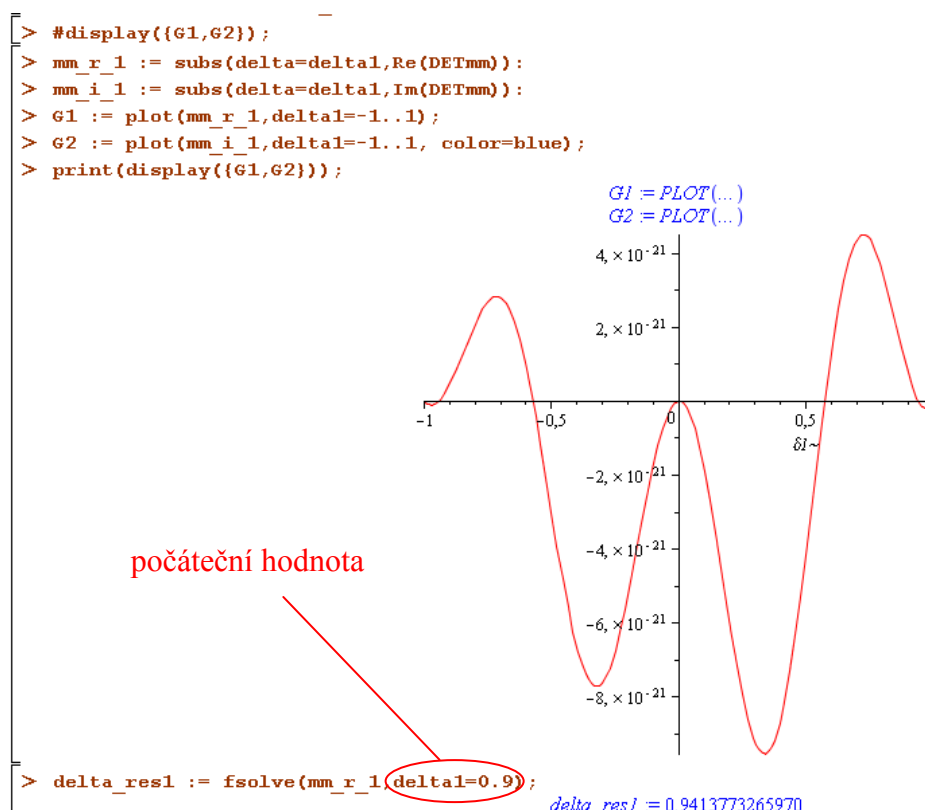 > #display({G1,G2});
> mm_r_1 := subs(delta=delta1,Re(DETmm)):
> mm_i_1 := subs(delta=delta1,Im(DETmm)):
> G1 := plot(mm_r_1,delta1=-1..1);
> G2 := plot(mm_i_1,delta1=-1..1, color=blue);
> print(display({G1,G2}));
G1 := PLOT(...)
G2 := PLOT(...)
4, × 10⁻²¹
2, × 10⁻²¹
-1 -0,5 0 0,5
δ1~
-2, × 10⁻²¹
-4, × 10⁻²¹
počáteční hodnota
-6, × 10⁻²¹
-8, × 10⁻²¹
> delta_res1 := fsolve(mm_r_1,delta1=0.9);
delta_res1 := 0.9413773265970